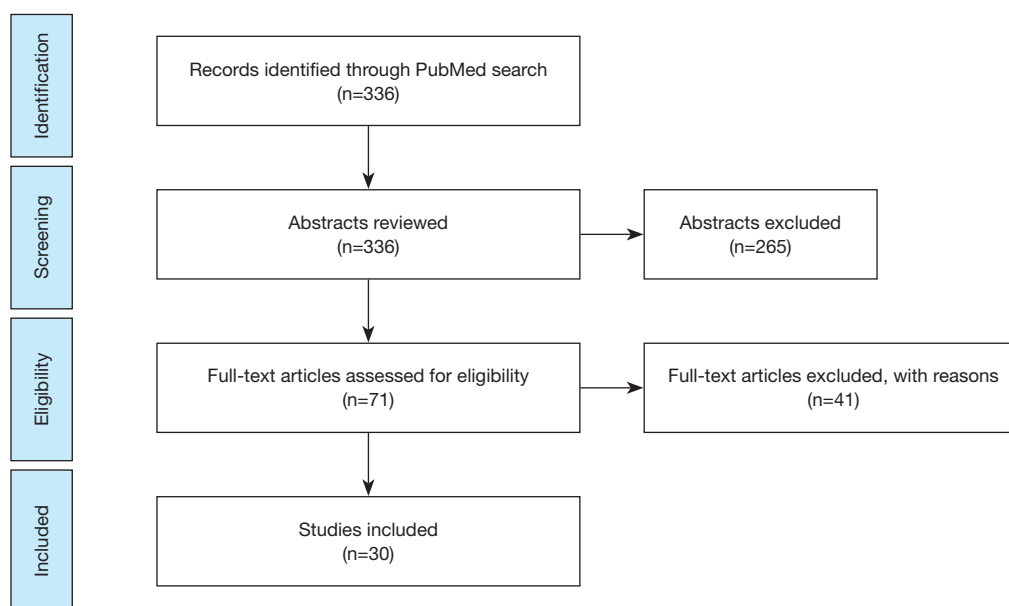 Identification
Records identified through PubMed search
(n=336)
Screening
Abstracts reviewed
(n=336)
Abstracts excluded
(n=265)
Eligibility
Full-text articles assessed for eligibility
(n=71)
Full-text articles excluded, with reasons
(n=41)
Included
Studies included
(n=30)